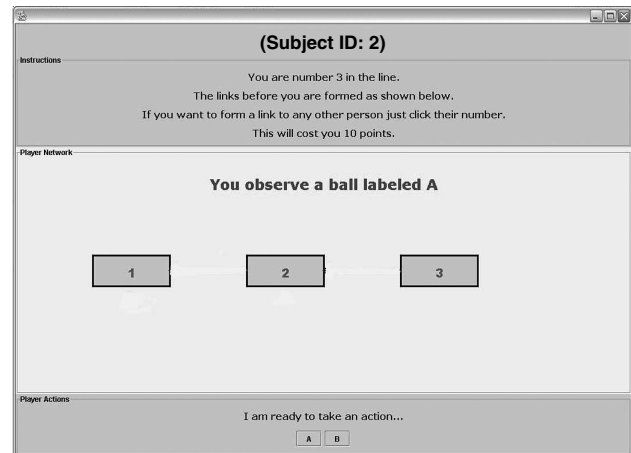 (Subject ID: 2)
Instructions
You are number 3 in the line.
The links before you are formed as shown below.
If you want to form a link to any other person just click their number.
This will cost you 10 points.
Player Network
You observe a ball labeled A
1 2 3
Player Actions
I am ready to take an action...
A B